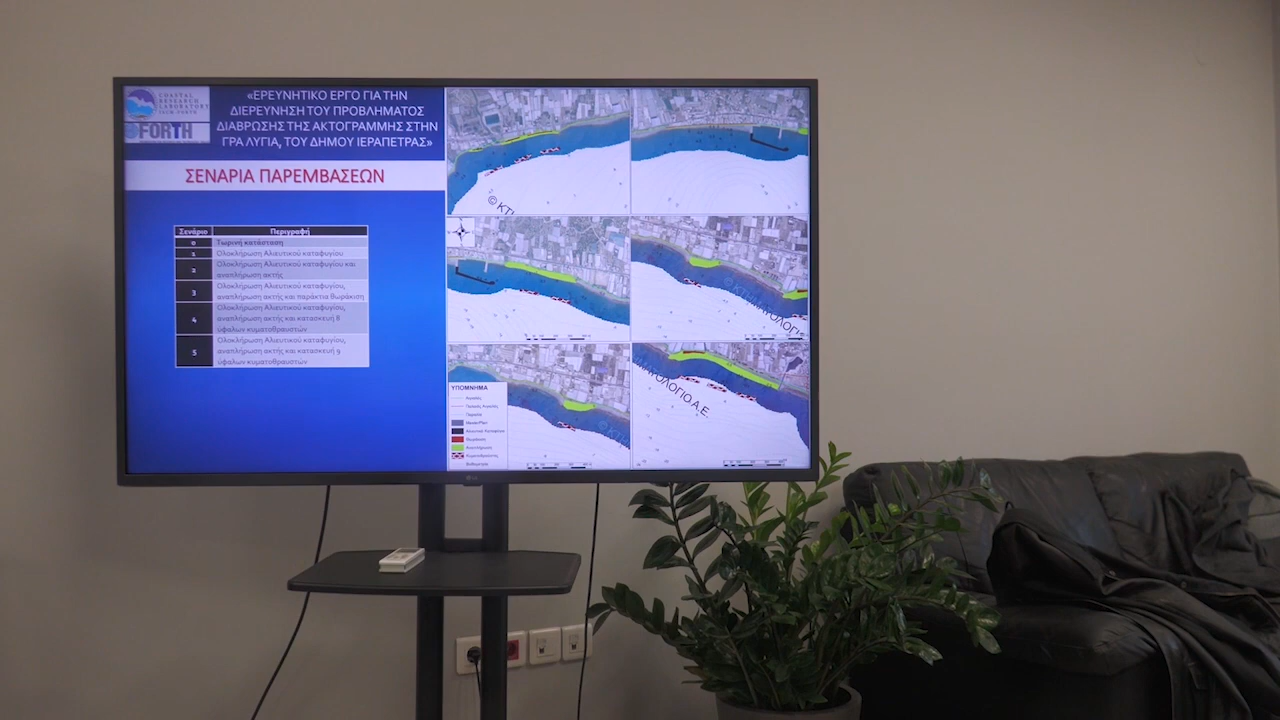 COASTAL
RESEARCH
LABORATORY
FORTH
«ΕΡΕΥΝΗΤΙΚΟ ΕΡΓΟ ΓΙΑ ΤΗΝ
ΔΙΕΡΕΥΝΗΣΗ ΤΟΥ ΠΡΟΒΛΗΜΑΤΟΣ
ΔΙΑΒΡΩΣΗΣ ΤΗΣ ΑΚΤΟΓΡΑΜΜΗΣ ΣΤΗΝ
ΓΡΑ ΛΥΓΙΑ, ΤΟΥ ΔΗΜΟΥ ΙΕΡΑΠΕΤΡΑΣ»
ΣΕΝΑΡΙΑ ΠΑΡΕΜΒΑΣΕΩΝ
Σενάριο Περιγραφή
0 Τωρινή κατάσταση
1 Ολοκλήρωση Αλιευτικού καταφυγίου
2 Ολοκλήρωση Αλιευτικού καταφυγίου και
αναπλήρωση ακτής
3 Ολοκλήρωση Αλιευτικού καταφυγίου,
αναπλήρωση ακτής και παράκτια θωράκιση
4 Ολοκλήρωση Αλιευτικού καταφυγίου,
αναπλήρωση ακτής και κατασκευή 8
ύφαλων κυματοθραυστών
5 Ολοκλήρωση Αλιευτικού καταφυγίου,
αναπλήρωση ακτής και κατασκευή 9
ύφαλων κυματοθραυστών
ΥΠΟΜΝΗΜΑ
LG